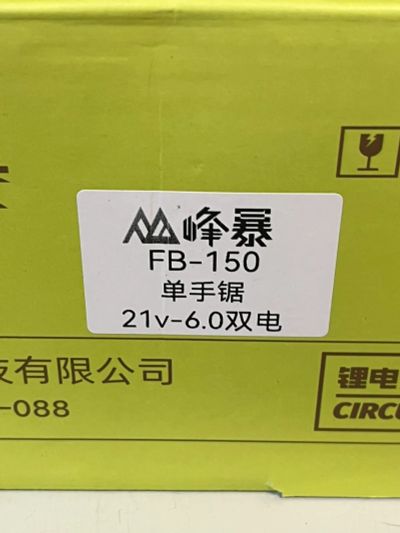 峰暴
FB-150
单手锯
21v-6.0双电
有限公司
-088
锂电
CIRCU